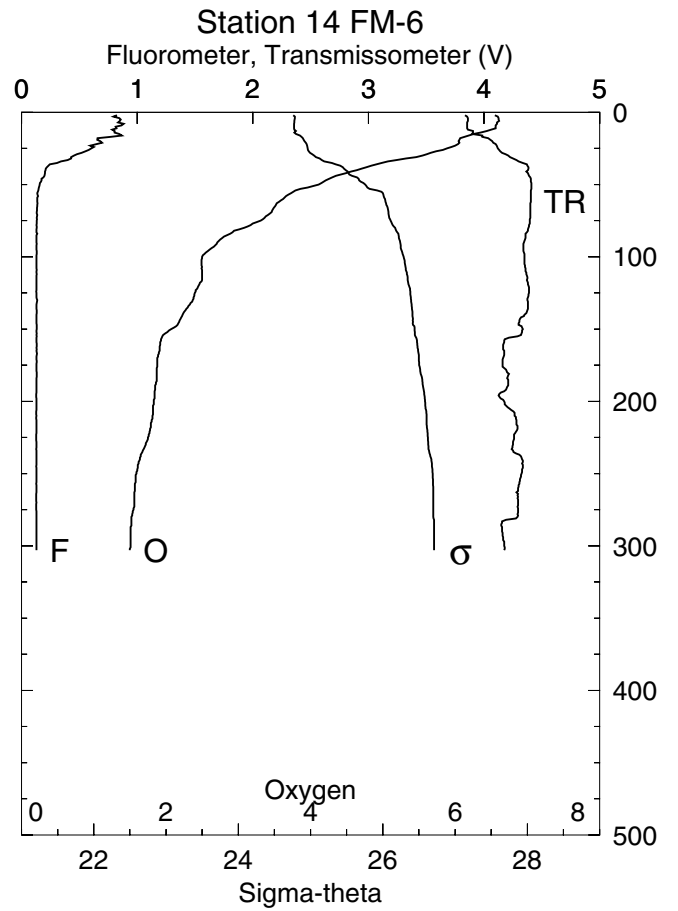 Station 14 FM-6
Fluorometer, Transmissometer (V)
0 1 2 3 4 5
0
TR
100
200
F O σ 300
400
Oxygen
0 2 4 6 8
500
22 24 26 28
Sigma-theta